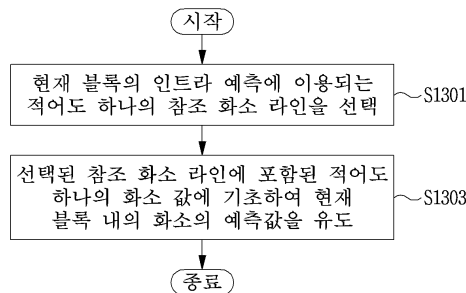 시작
현재 블록의 인트라 예측에 이용되는
적어도 하나의 참조 화소 라인을 선택
S1301
선택된 참조 화소 라인에 포함된 적어도
하나의 화소 값에 기초하여 현재
블록 내의 화소의 예측값을 유도
S1303
종료